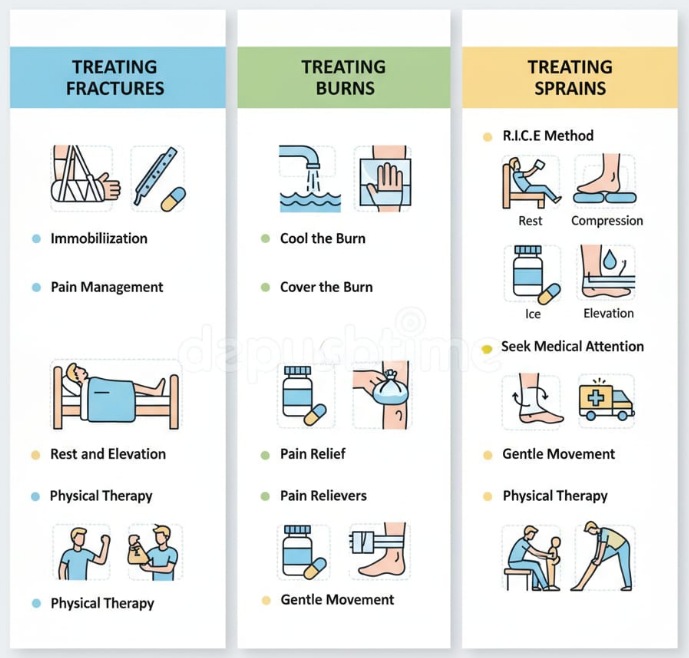 TREATING
FRACTURES
Immobiliization
Pain Management
Rest and Elevation
Physical Therapy
Physical Therapy
TREATING
BURNS
Cool the Burn
Cover the Burn
Pain Relief
Pain Relievers
Gentle Movement
TREATING
SPRAINS
R.I.C.E Method
Rest
Compression
Ice
Elevation
Seek Medical Attention
Gentle Movement
Physical Therapy